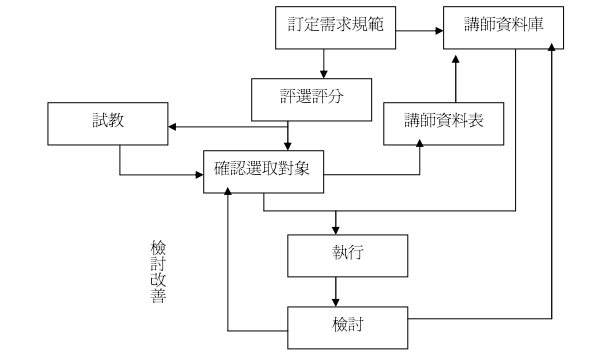 訂定需求規範
講師資料庫
評選評分
試教
講師資料表
確認選取對象
執行
檢討改善
檢討